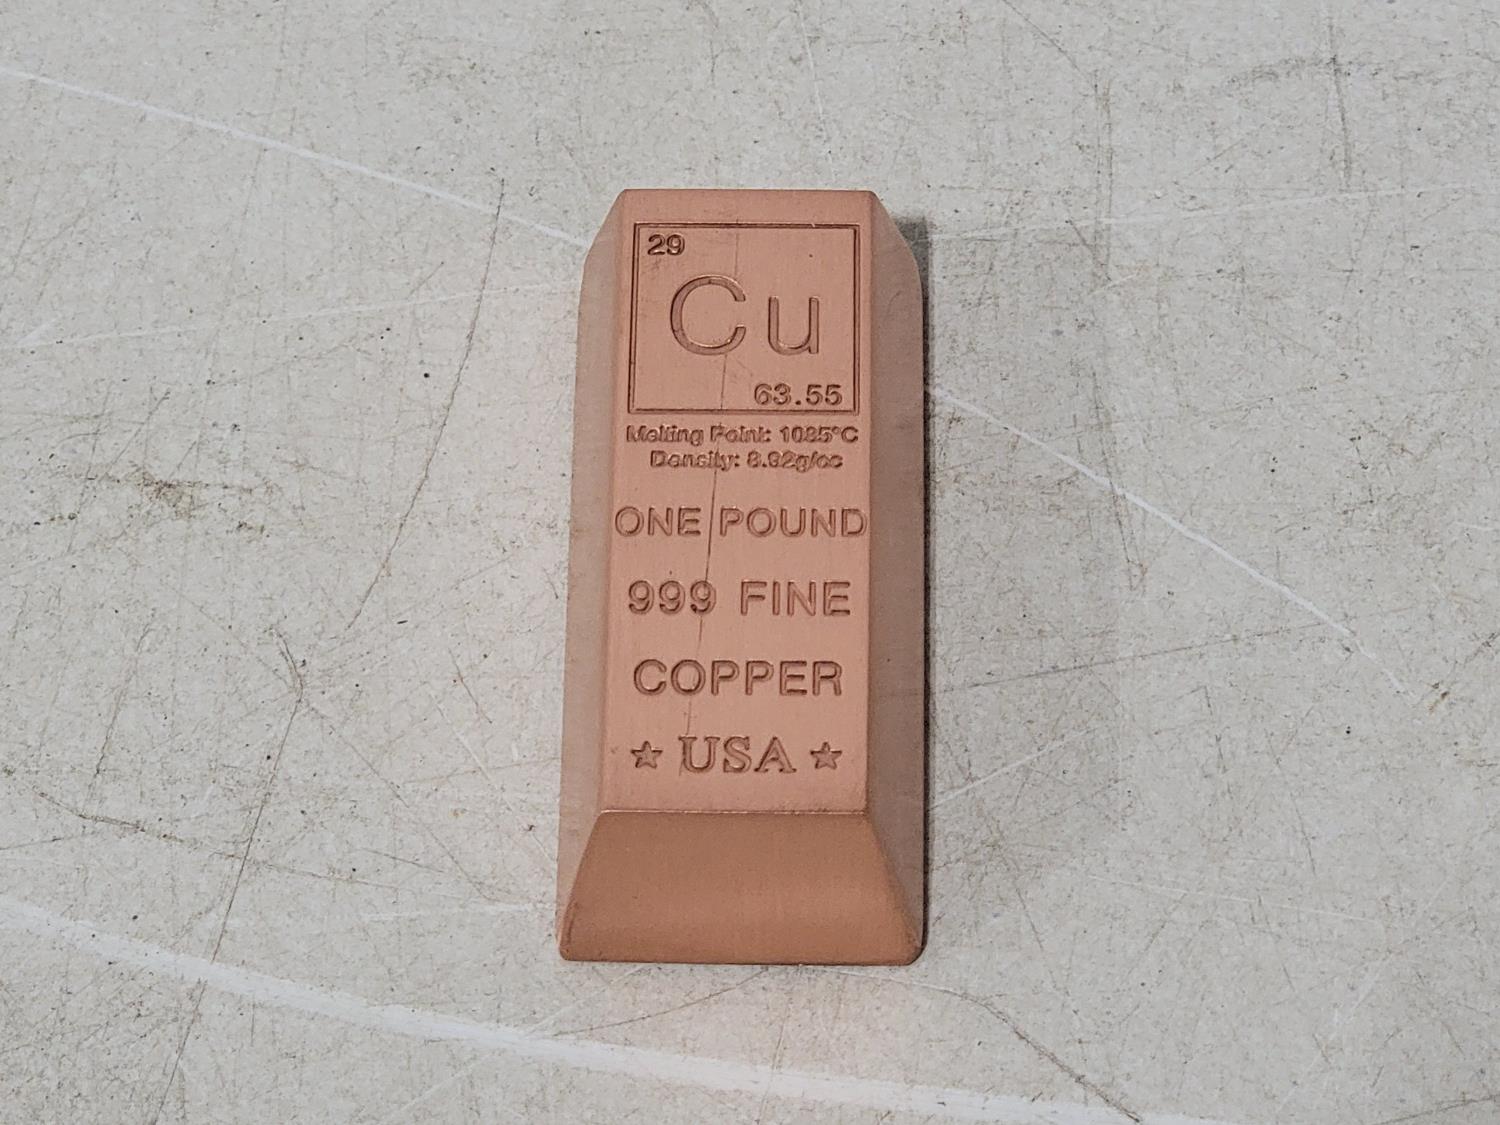 29
Cu
63.55
Melting Point: 1085°C
Density: 8.92g/cc
ONE POUND
999 FINE
COPPER
★ USA ★